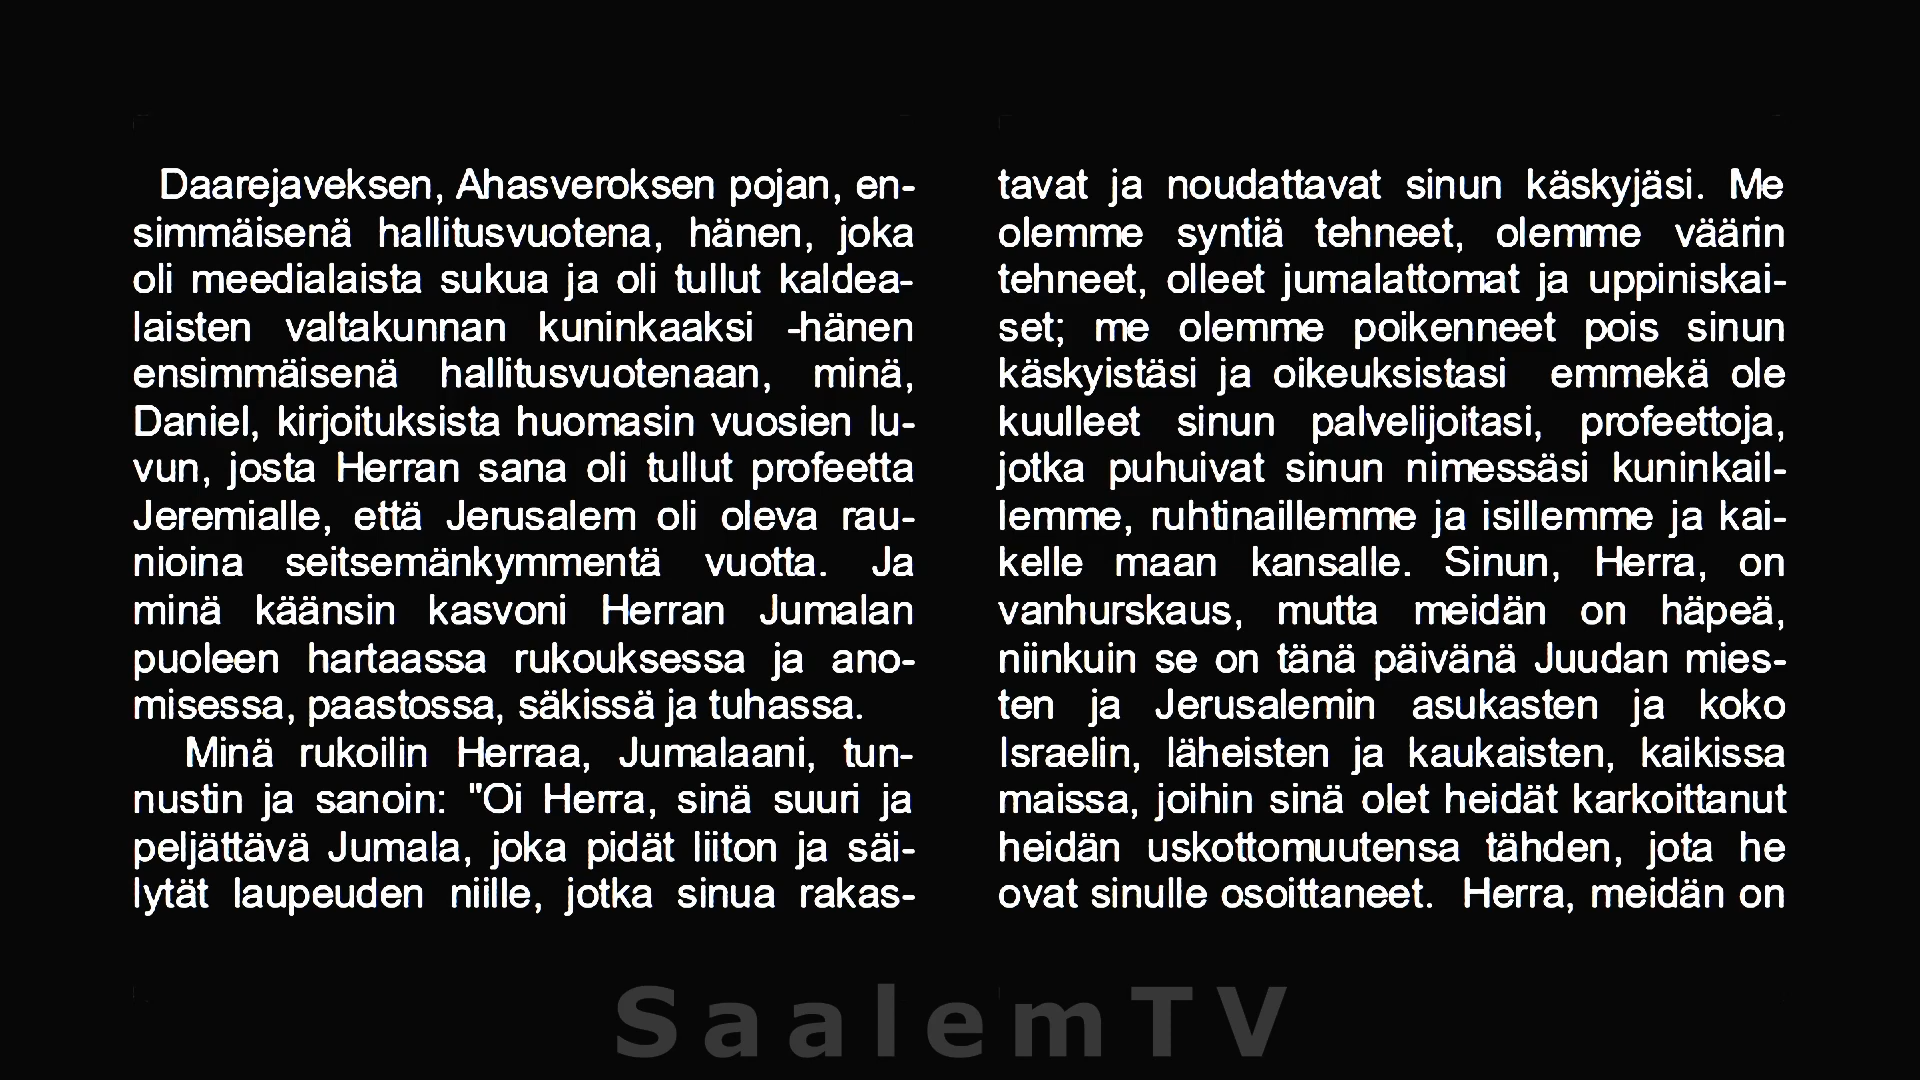 Daarejaveksen, Ahasveroksen pojan, en-
simmäisenä hallitusvuotena, hänen, joka
oli meedialaista sukua ja oli tullut kaldea-
laisten valtakunnan kuninkaaksi -hänen
ensimmäisenä hallitusvuotenaan, minä,
Daniel, kirjoituksista huomasin vuosien lu-
vun, josta Herran sana oli tullut profeetta
Jeremialle, että Jerusalem oli oleva rau-
nioina seitsemänkymmentä vuotta. Ja
minä käänsin kasvoni Herran Jumalan
puoleen hartaassa rukouksessa ja ano-
misessa, paastossa, säkissä ja tuhassa.
Minä rukoilin Herraa, Jumalaani, tun-
nustin ja sanoin: "Oi Herra, sinä suuri ja
peljättävä Jumala, joka pidät liiton ja säi-
lytät laupeuden niille, jotka sinua rakas-
tavat ja noudattavat sinun käskyjäsi. Me
olemme syntiä tehneet, olemme väärin
tehneet, olleet jumalattomat ja uppiniskai-
set; me olemme poikenneet pois sinun
käskyistäsi ja oikeuksistasi emmekä ole
kuulleet sinun palvelijoitasi, profeettoja,
jotka puhuivat sinun nimessäsi kuninkail-
lemme, ruhtinaillemme ja isillemme ja kai-
kelle maan kansalle. Sinun, Herra, on
vanhurskaus, mutta meidän on häpeä,
niinkuin se on tänä päivänä Juudan mies-
ten ja Jerusalemin asukasten ja koko
Israelin, läheisten ja kaukaisten, kaikissa
maissa, joihin sinä olet heidät karkoittanut
heidän uskottomuutensa tähden, jota he
ovat sinulle osoittaneet. Herra, meidän on
SaalemTV